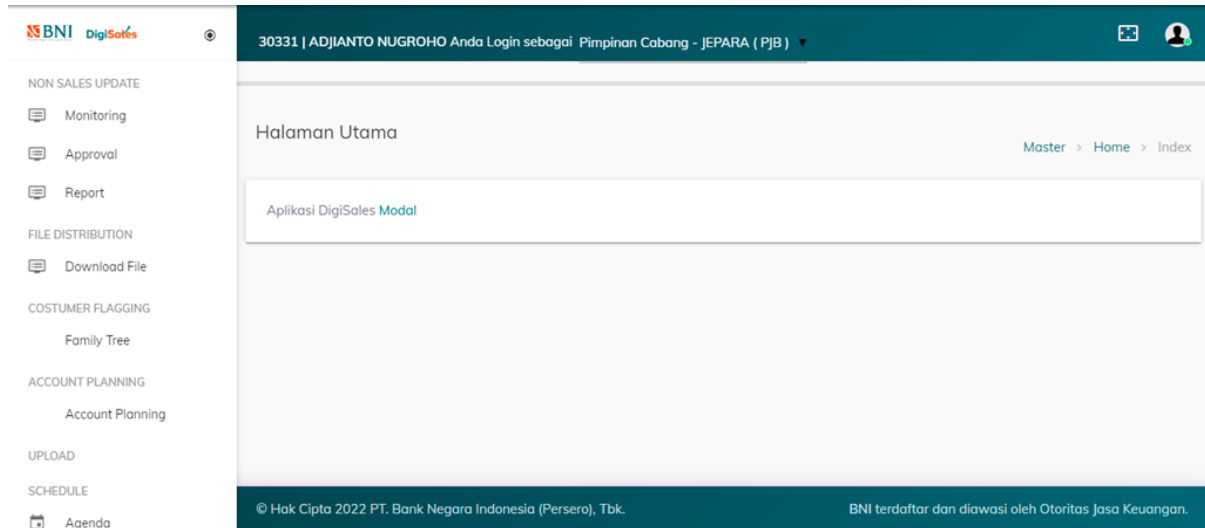 BNI DigiSales
30331 | ADJIANTO NUGROHO Anda Login sebagai Pimpinan Cabang - JEPARA ( PJB )
NON SALES UPDATE
Monitoring
Approval
Report
FILE DISTRIBUTION
Download File
COSTUMER FLAGGING
Family Tree
ACCOUNT PLANNING
Account Planning
UPLOAD
SCHEDULE
Agenda
Halaman Utama
Master > Home > Index
Aplikasi DigiSales Modal
© Hak Cipta 2022 PT. Bank Negara Indonesia (Persero), Tbk.
BNI terdaftar dan diawasi oleh Otoritas Jasa Keuangan.